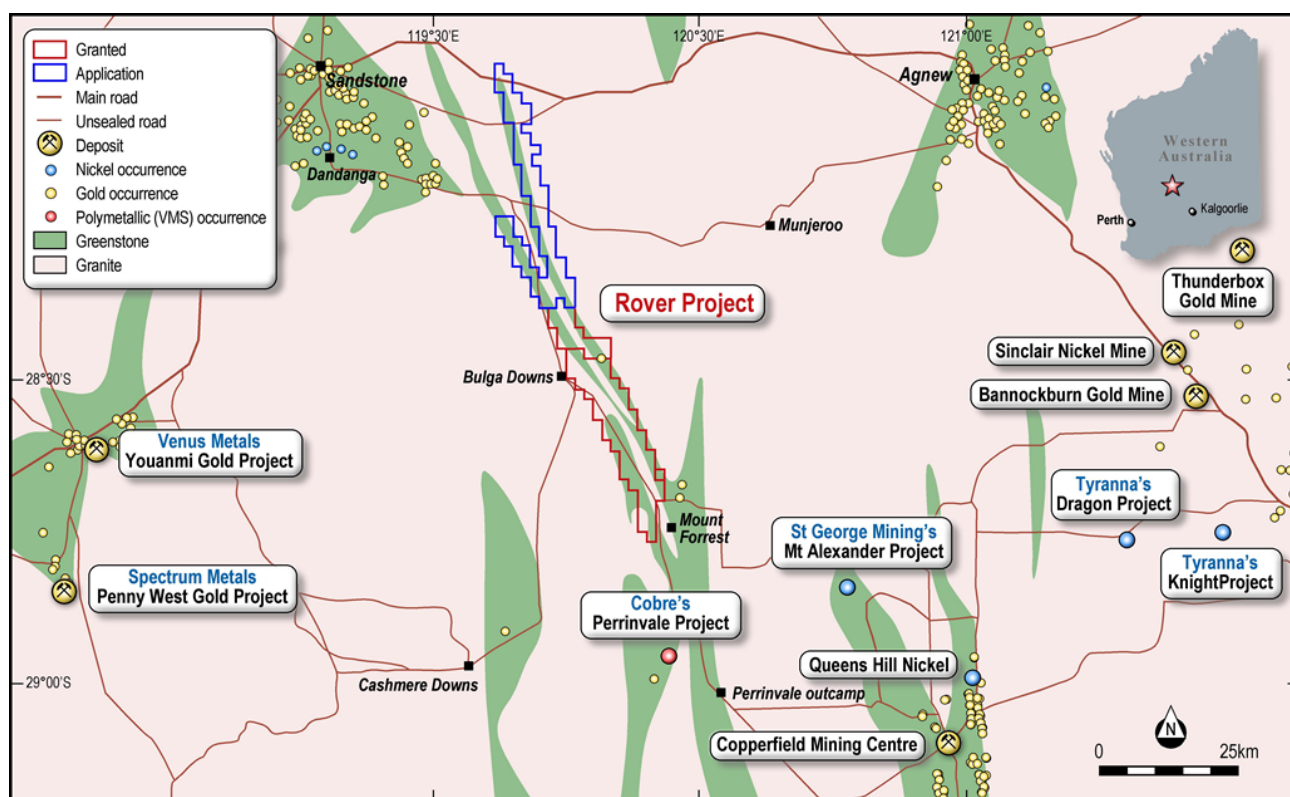 119°30'E
120°30'E
121°00'E
Granted
Application
Main road
Unsealed road
Deposit
Nickel occurrence
Gold occurrence
Polymetallic (VMS) occurrence
Greenstone
Granite
Sandstone
Dandanga
Agnew
Munjeroo
Western
Australia
Perth
Kalgoorlie
Thunderbox
Gold Mine
Rover Project
Sinclair Nickel Mine
Bannockburn Gold Mine
28°30'S
Bulga Downs
Venus Metals
Youanmi Gold Project
Tyranna's
Dragon Project
Mount
Forrest
St George Mining's
Mt Alexander Project
Tyranna's
KnightProject
Spectrum Metals
Penny West Gold Project
Cobre's
Perrinvale Project
Queens Hill Nickel
29°00'S
Cashmere Downs
Perrinvale outcamp
Copperfield Mining Centre
N
0
25km